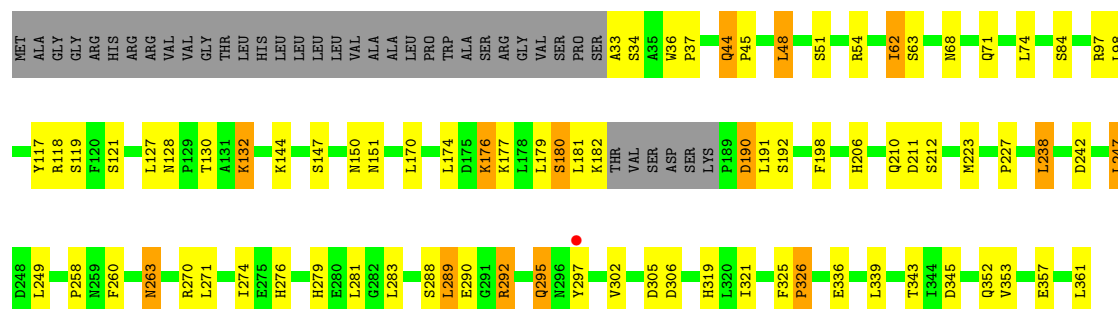 MET ALA GLY GLY ARG HIS ARG ARG VAL VAL GLY THR LEU HIS LEU LEU LEU LEU LEU VAL ALA ALA LEU PRO TRP ALA SER ARG GLY VAL SER PRO SER A33 S34 A35 W36 P37 Q44 P45 L48 S51 R54 I62 S63 N68 Q71 L74 S84 R97 L98
Y117 R118 S119 F120 S121 L127 N128 P129 T130 A131 K132 K144 S147 N150 N151 L170 L174 D175 K176 K177 L178 L179 S180 L181 K182 THR VAL SER ASP SER LYS P189 D190 L191 S192 F198 H206 Q210 D211 S212 M223 P227 L238 D242 L247
D248 L249 P258 N259 F260 N263 R270 L271 I274 E275 H276 H279 E280 L281 G282 L283 S288 L289 E290 G291 R292 Q295 N296 Y297 V302 D305 D306 H319 L320 I321 F325 P326 E336 L339 T343 I344 D345 Q352 V353 E357 L361